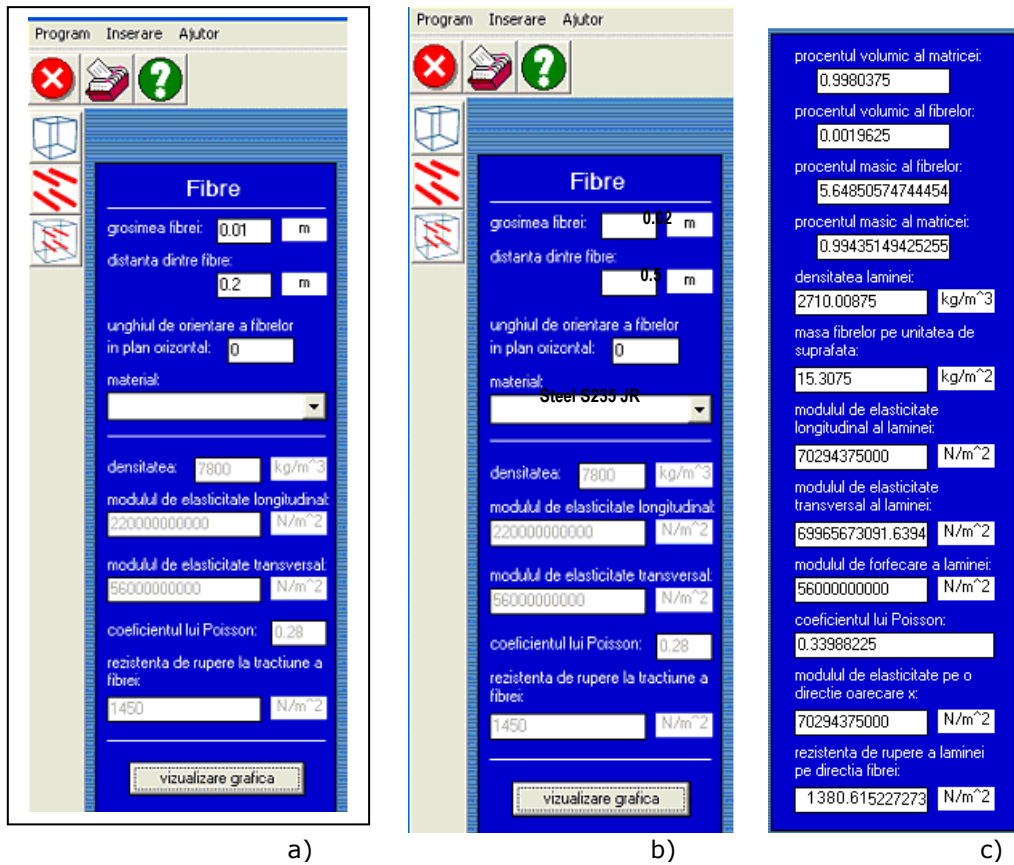 Program Inserare Ajutor
Fibre
grosimea fibrei: 0.01 m
distanta dintre fibre:
0.2 m
unghiul de orientare a fibrelor
in plan orizontal: 0
material:
densitatea: 7800 kg/m^3
modulul de elasticitate longitudinal:
220000000000 N/m^2
modulul de elasticitate transversal:
56000000000 N/m^2
coeficientul lui Poisson: 0.28
rezistenta de rupere la tractiune a
fibrei:
1450 N/m^2
vizualizare grafica
a)
Program Inserare Ajutor
Fibre
grosimea fibrei: 0.02 m
distanta dintre fibre:
0.5 m
unghiul de orientare a fibrelor
in plan orizontal: 0
material:
Steel S235 JR
densitatea: 7800 kg/m^3
modulul de elasticitate longitudinal:
220000000000 N/m^2
modulul de elasticitate transversal:
56000000000 N/m^2
coeficientul lui Poisson: 0.28
rezistenta de rupere la tractiune a
fibrei:
1450 N/m^2
vizualizare grafica
b)
procentul volumic al matricei:
0.9980375
procentul volumic al fibrelor:
0.0019625
procentul masic al fibrelor:
5.64850574744454
procentul masic al matricei:
0.99435149425255
densitatea laminei:
2710.00875 kg/m^3
masa fibrelor pe unitatea de
suprafata:
15.3075 kg/m^2
modulul de elasticitate
longitudinal al laminei:
70294375000 N/m^2
modulul de elasticitate
transversal al laminei:
69965673091.6394 N/m^2
modulul de forfecare a laminei:
56000000000 N/m^2
coeficientul lui Poisson:
0.33988225
modulul de elasticitate pe o
directie oarecare x:
70294375000 N/m^2
rezistenta de rupere a laminei
pe directia fibrei:
1380.615227273 N/m^2
c)